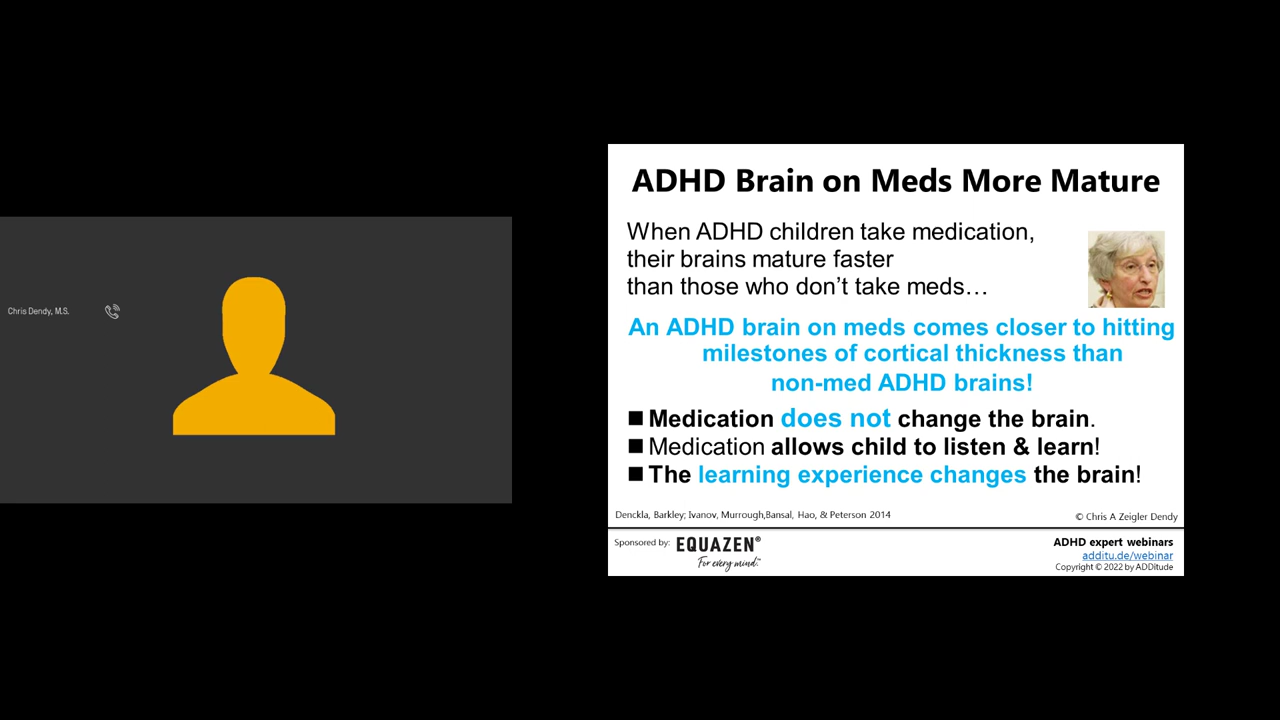 Chris Dendy, M.S.
ADHD Brain on Meds More Mature
When ADHD children take medication,
their brains mature faster
than those who don't take meds…
An ADHD brain on meds comes closer to hitting
milestones of cortical thickness than
non-med ADHD brains!
■ Medication does not change the brain.
■ Medication allows child to listen & learn!
■ The learning experience changes the brain!
Denckla, Barkley; Ivanov, Murrough,Bansal, Hao, & Peterson 2014
© Chris A Zeigler Dendy
Sponsored by: EQUAZEN®
For every mind.™
ADHD expert webinars
additu.de/webinar
Copyright © 2022 by ADDitude